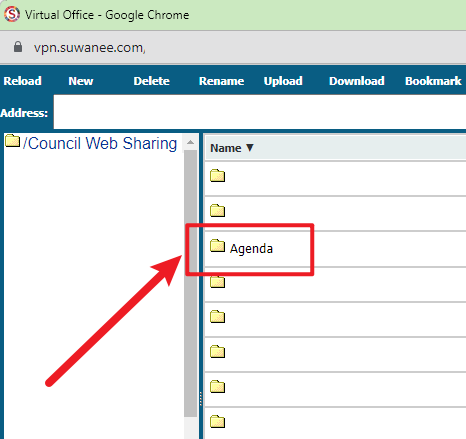 Virtual Office - Google Chrome
vpn.suwanee.com,
Reload New Delete Rename Upload Download Bookmark
Address:
/Council Web Sharing
Name ▼
Agenda